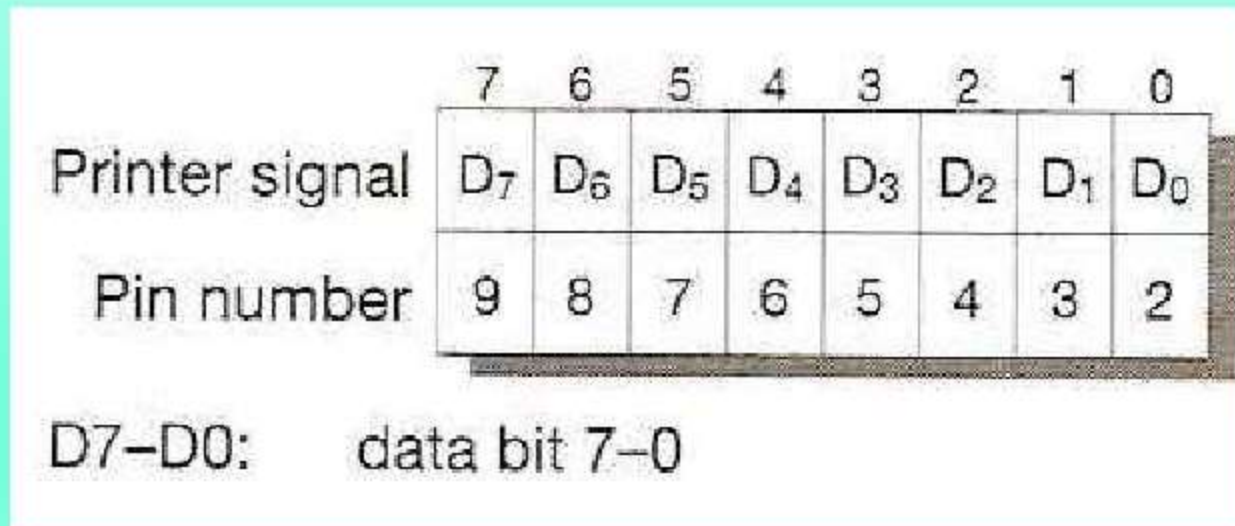 7 6 5 4 3 2 1 0
Printer signal D7 D6 D5 D4 D3 D2 D1 D0
Pin number 9 8 7 6 5 4 3 2
D7–D0: data bit 7–0